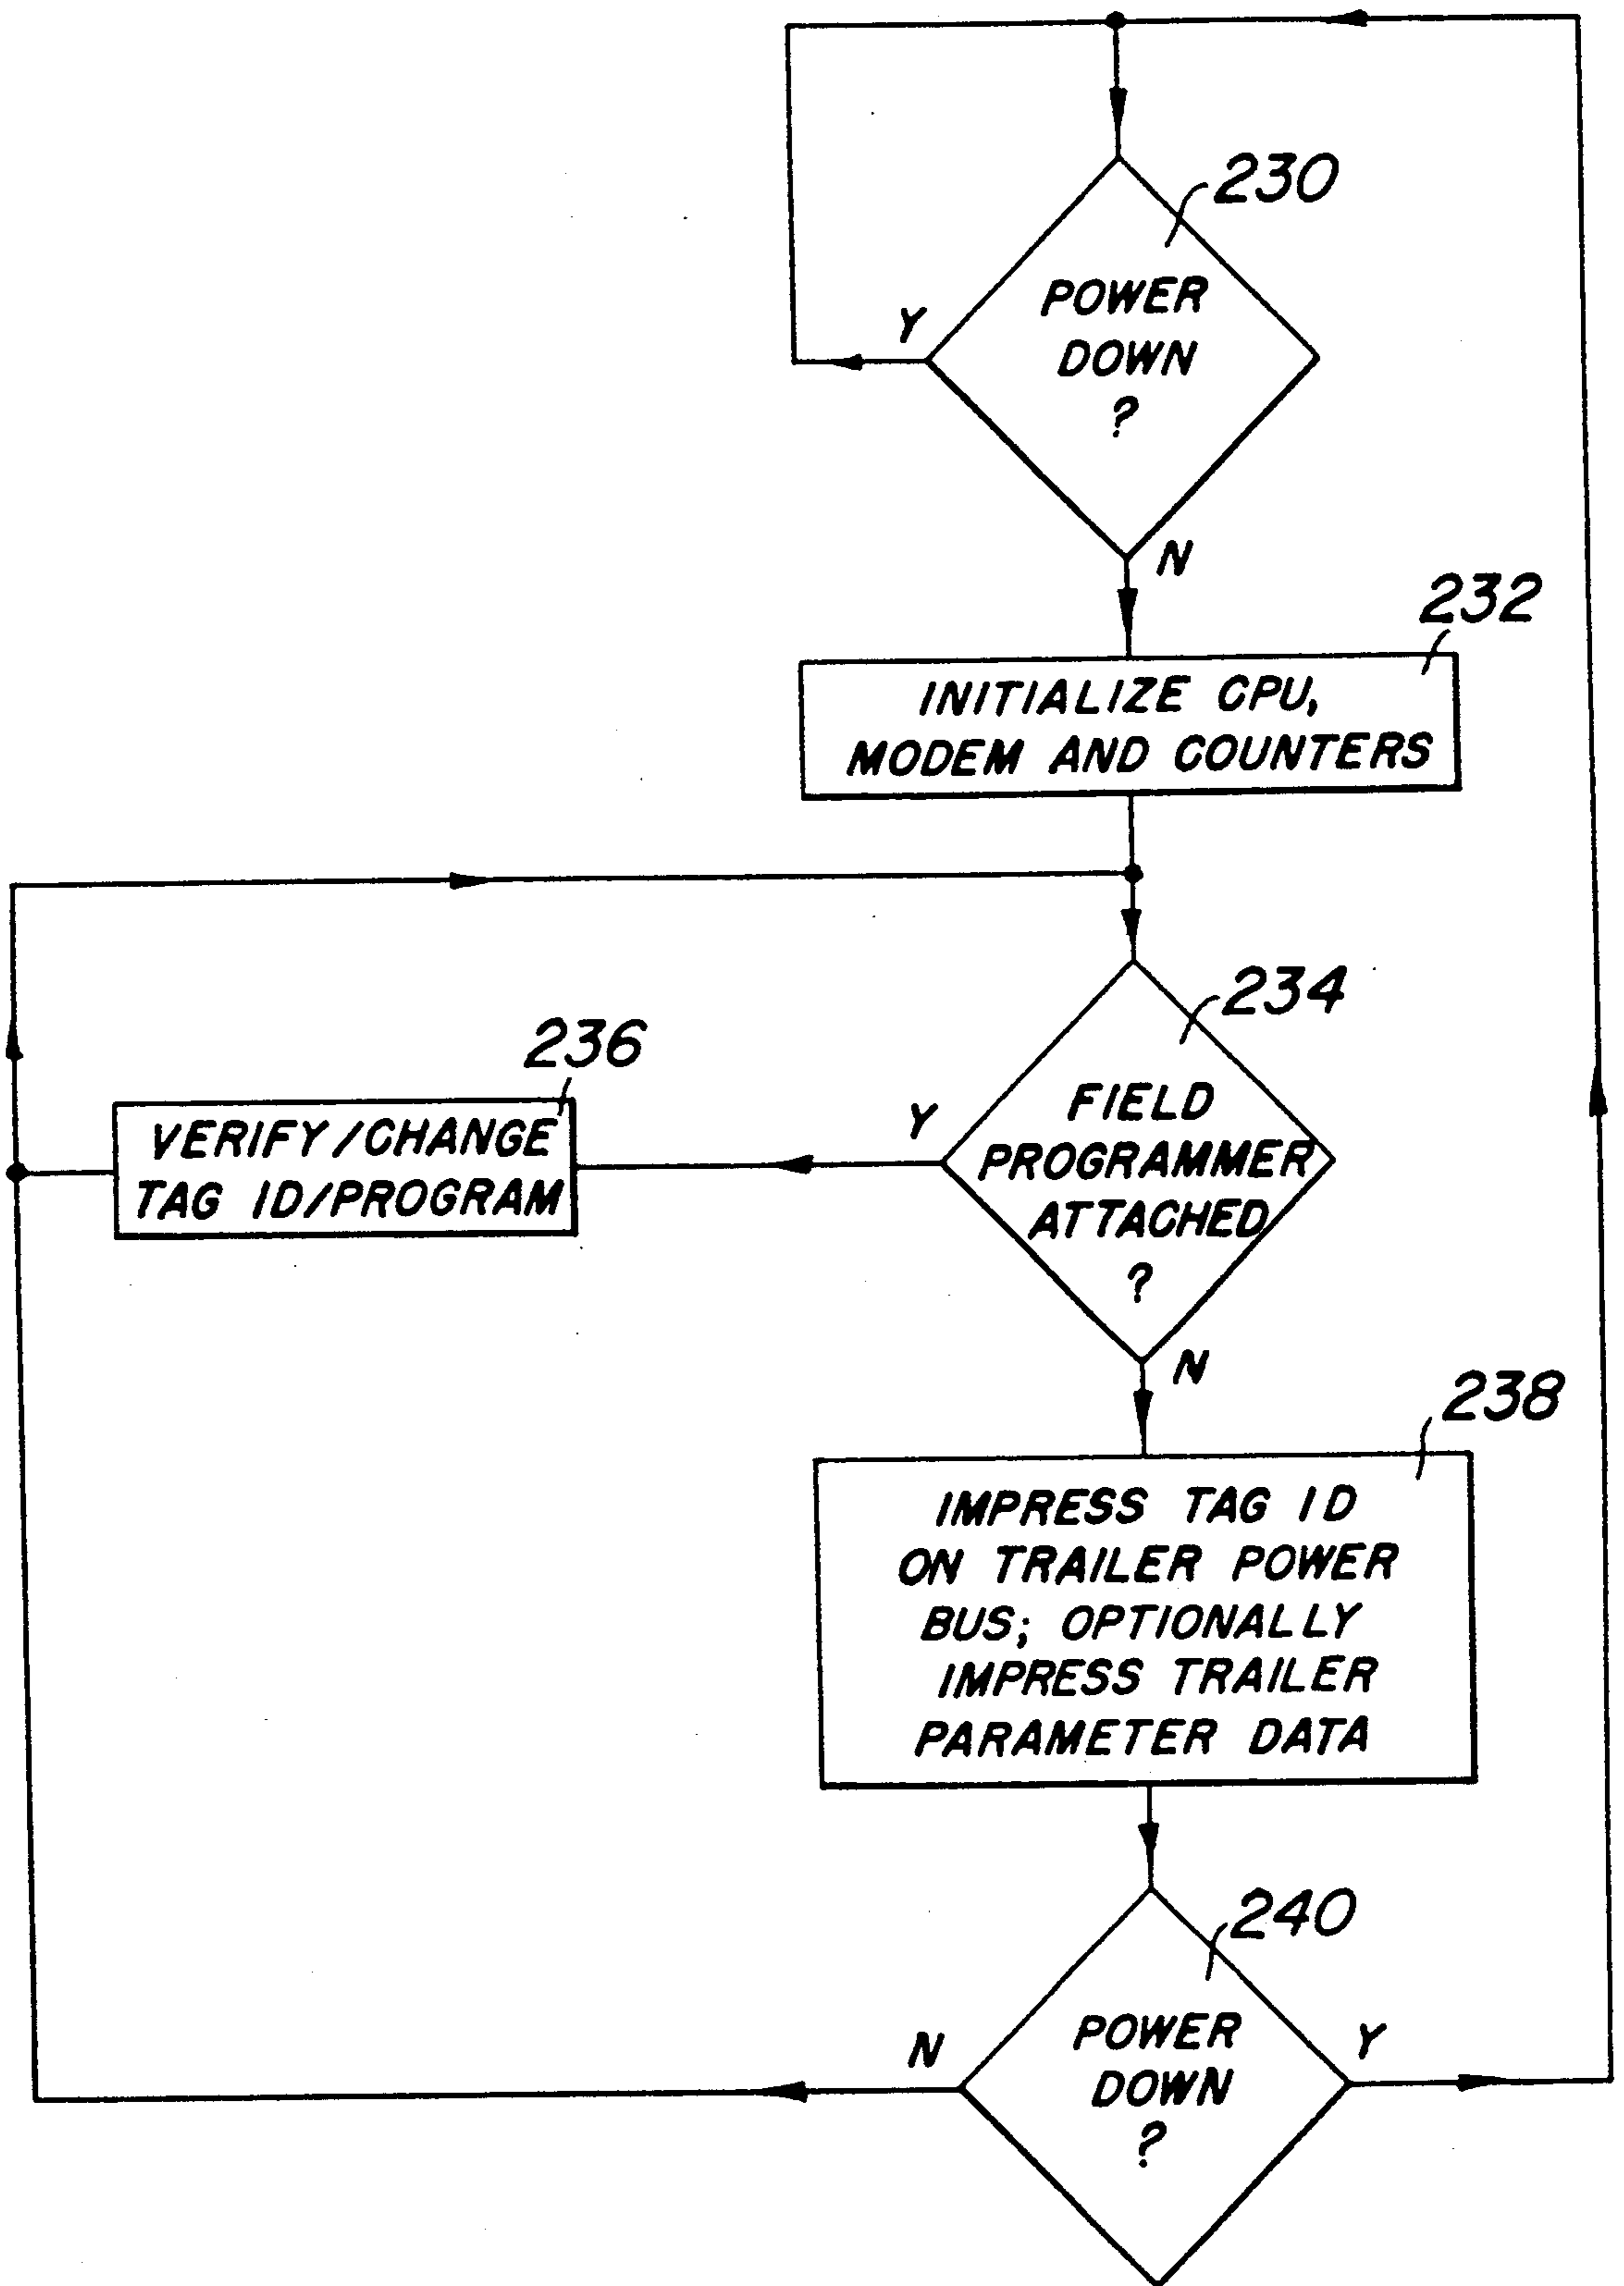 230
POWER
DOWN
?
Y
N
232
INITIALIZE CPU,
MODEM AND COUNTERS
234
236
FIELD
PROGRAMMER
ATTACHED
?
Y
VERIFY/CHANGE
TAG ID/PROGRAM
N
238
IMPRESS TAG ID
ON TRAILER POWER
BUS; OPTIONALLY
IMPRESS TRAILER
PARAMETER DATA
240
POWER
DOWN
?
N
Y